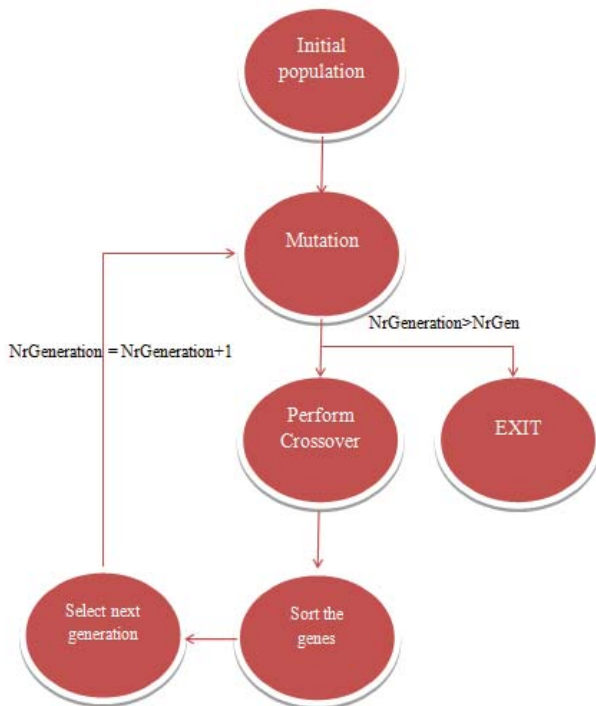 Initial
population
Mutation
NrGeneration>NrGen
NrGeneration = NrGeneration+1
Perform
Crossover
EXIT
Select next
generation
Sort the
genes